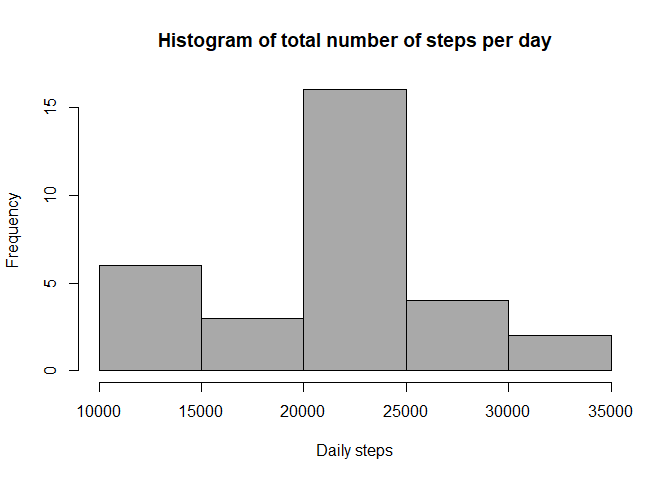 Histogram of total number of steps per day
Frequency
15
10
5
0
10000 15000 20000 25000 30000 35000
Daily steps